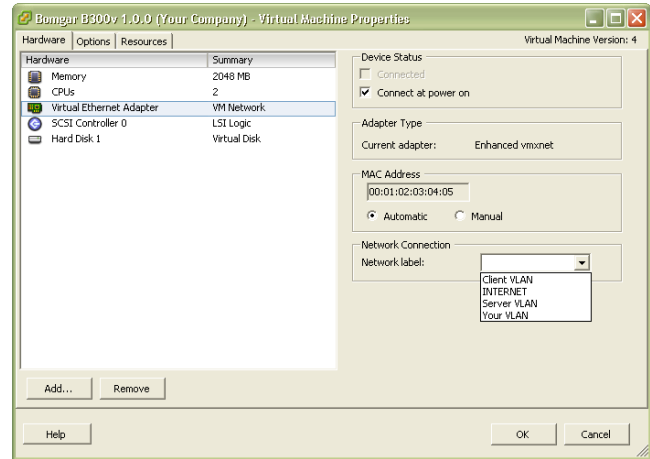 Bomgar B300v 1.0.0 (Your Company) - Virtual Machine Properties
Hardware Options Resources
Virtual Machine Version: 4
Hardware Summary
Memory 2048 MB
CPUs 2
Virtual Ethernet Adapter VM Network
SCSI Controller 0 LSI Logic
Hard Disk 1 Virtual Disk
Device Status
Connected
Connect at power on
Adapter Type
Current adapter: Enhanced vmxnet
MAC Address
00:01:02:03:04:05
Automatic Manual
Network Connection
Network label:
Client VLAN
INTERNET
Server VLAN
Your VLAN
Add... Remove
Help OK Cancel